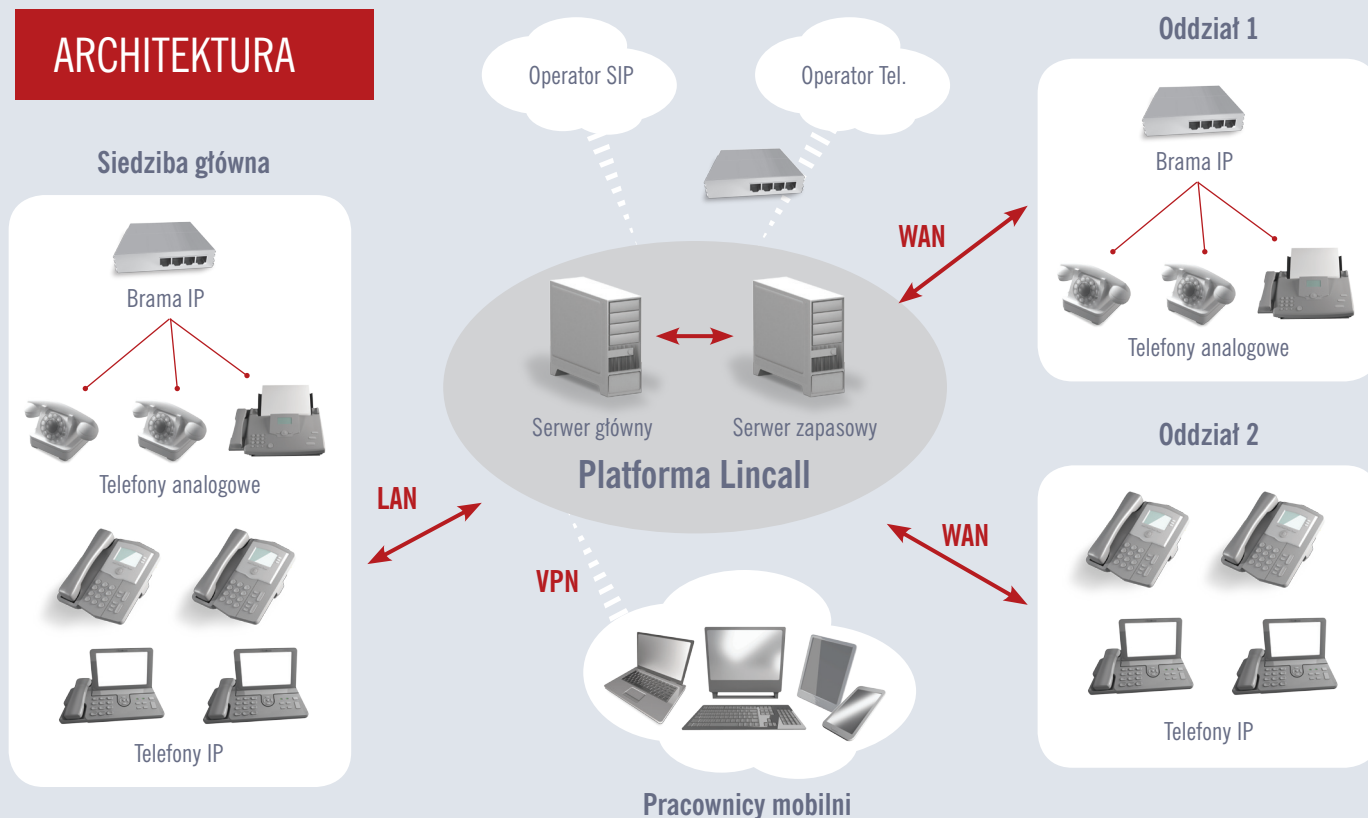 ARCHITEKTURA
Operator SIP
Operator Tel.
Oddział 1
Brama IP
Telefony analogowe
Siedziba główna
Brama IP
Telefony analogowe
Telefony IP
WAN
Serwer główny
Serwer zapasowy
Platforma Lincall
LAN
WAN
VPN
Oddział 2
Telefony IP
Pracownicy mobilni